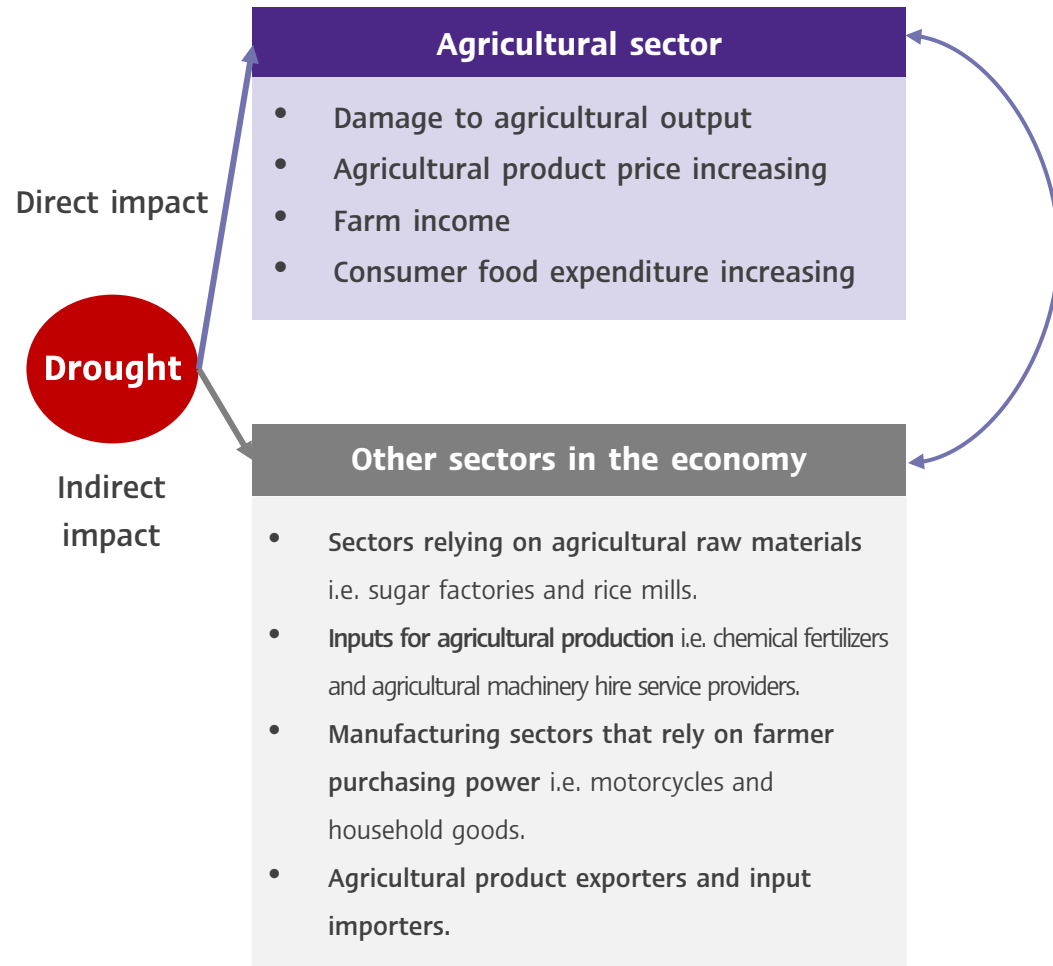 Agricultural sector
• Damage to agricultural output
• Agricultural product price increasing
• Farm income
• Consumer food expenditure increasing
Direct impact
Drought
Indirect
impact
Other sectors in the economy
• Sectors relying on agricultural raw materials
i.e. sugar factories and rice mills.
• Inputs for agricultural production i.e. chemical fertilizers
and agricultural machinery hire service providers.
• Manufacturing sectors that rely on farmer
purchasing power i.e. motorcycles and
household goods.
• Agricultural product exporters and input
importers.